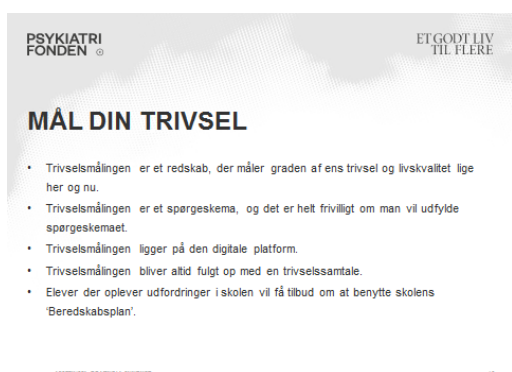 PSYKIATRI
FONDEN
ET GODT LIV
TIL FLERE
MÅL DIN TRIVSEL
• Trivselsmålingen er et redskab, der måler graden af ens trivsel og livskvalitet lige
her og nu.
• Trivselsmålingen er et spørgeskema, og det er helt frivilligt om man vil udfylde
spørgeskemaet.
• Trivselsmålingen ligger på den digitale platform.
• Trivselsmålingen bliver altid fulgt op med en trivselssamtale.
• Elever der oplever udfordringer i skolen vil få tilbud om at benytte skolens
'Beredskabsplan'.